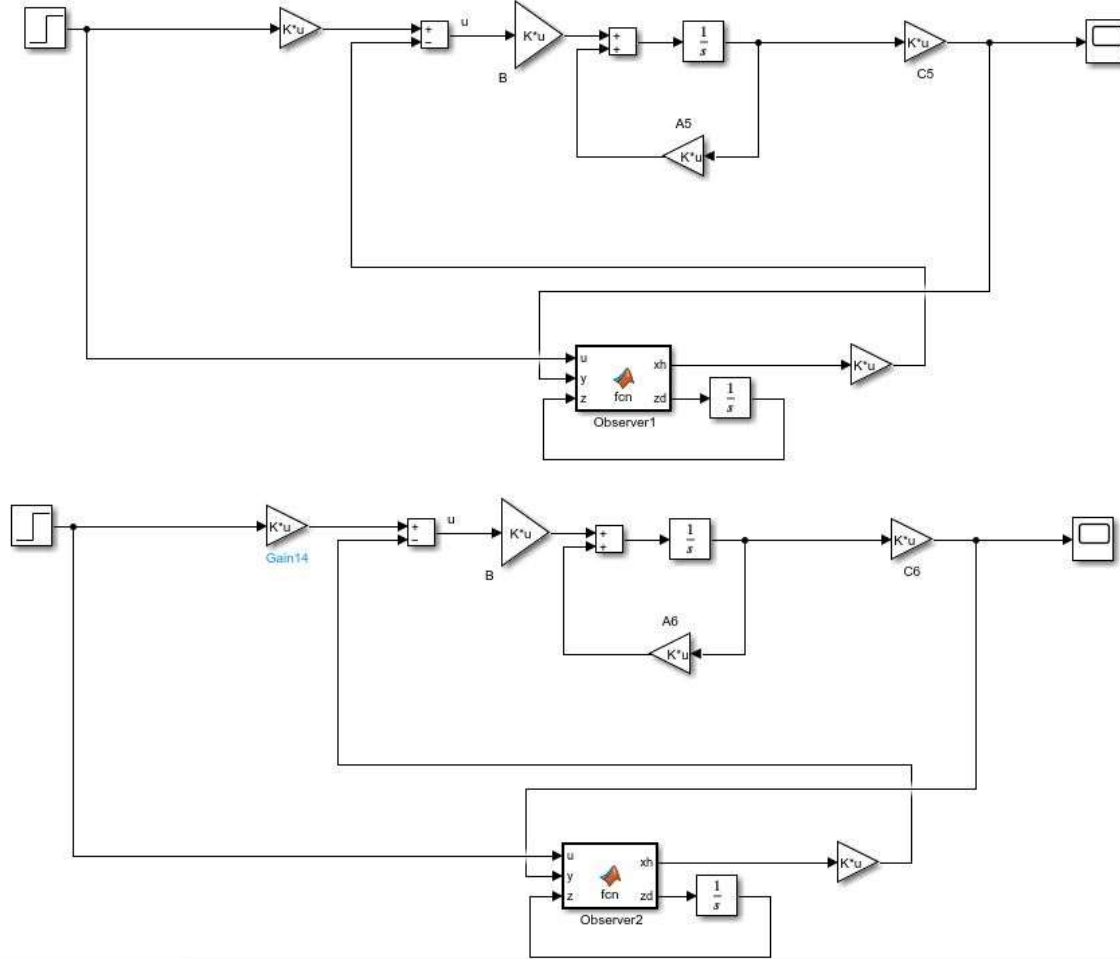 K*u
+
−
u
K*u
B
+
+
1
s
K*u
C5
A5
K*u
u
y
z
fcn
xh
zd
Observer1
1
s
K*u
K*u
Gain14
+
−
u
K*u
B
+
+
1
s
K*u
C6
A6
K*u
u
y
z
fcn
xh
zd
Observer2
1
s
K*u